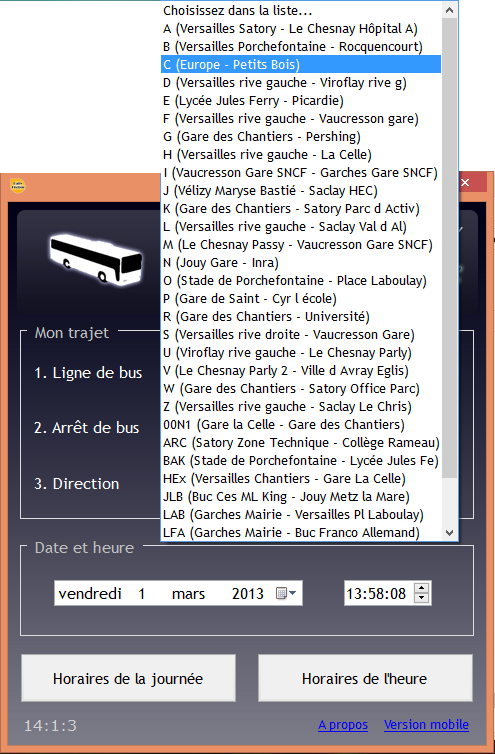 Choisissez dans la liste...
A (Versailles Satory - Le Chesnay Hôpital A)
B (Versailles Porchefontaine - Rocquencourt)
C (Europe - Petits Bois)
D (Versailles rive gauche - Viroflay rive g)
E (Lycée Jules Ferry - Picardie)
F (Versailles rive gauche - Vaucresson gare)
G (Gare des Chantiers - Pershing)
H (Versailles rive gauche - La Celle)
I (Vaucresson Gare SNCF - Garches Gare SNCF)
J (Vélizy Maryse Bastié - Saclay HEC)
K (Gare des Chantiers - Satory Parc d Activ)
L (Versailles rive gauche - Saclay Val d Al)
M (Le Chesnay Passy - Vaucresson Gare SNCF)
N (Jouy Gare - Inra)
O (Stade de Porchefontaine - Place Laboulay)
P (Gare de Saint - Cyr l école)
R (Gare des Chantiers - Université)
S (Versailles rive droite - Vaucresson Gare)
U (Viroflay rive gauche - Le Chesnay Parly)
V (Le Chesnay Parly 2 - Ville d Avray Eglis)
W (Gare des Chantiers - Satory Office Parc)
Z (Versailles rive gauche - Saclay Le Chris)
00N1 (Gare la Celle - Gare des Chantiers)
ARC (Satory Zone Technique - Collège Rameau)
BAK (Stade de Porchefontaine - Lycée Jules Fe)
HEx (Versailles Chantiers - Gare La Celle)
JLB (Buc Ces ML King - Jouy Metz la Mare)
LAB (Garches Mairie - Versailles Pl Laboulay)
LFA (Garches Mairie - Buc Franco Allemand)
Mon trajet
1. Ligne de bus
2. Arrêt de bus
3. Direction
Date et heure
vendredi 1 mars 2013
13:58:08
Horaires de la journée
Horaires de l'heure
14:1:3
A propos
Version mobile